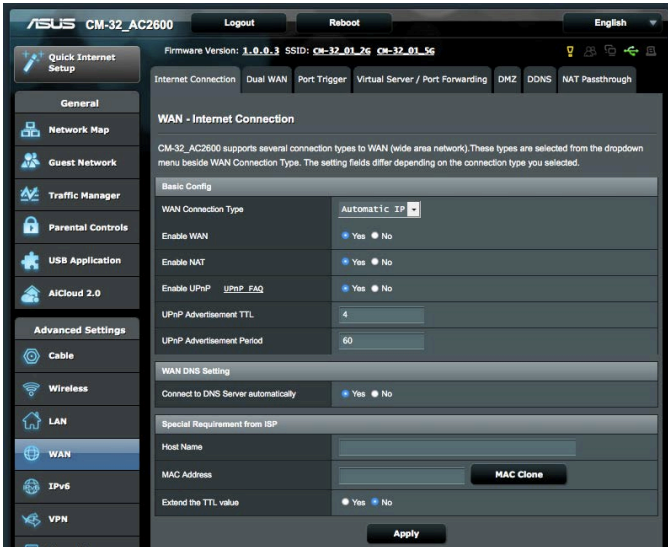 ASUS CM-32_AC2600 Logout Reboot English
Quick Internet Setup
Firmware Version: 1.0.0.3 SSID: CM-32_01_2G CM-32_01_5G
Internet Connection Dual WAN Port Trigger Virtual Server / Port Forwarding DMZ DDNS NAT Passthrough
General
Network Map
Guest Network
Traffic Manager
Parental Controls
USB Application
AiCloud 2.0
Advanced Settings
Cable
Wireless
LAN
WAN
IPv6
VPN
WAN - Internet Connection
CM-32_AC2600 supports several connection types to WAN (wide area network).These types are selected from the dropdown
menu beside WAN Connection Type. The setting fields differ depending on the connection type you selected.
Basic Config
WAN Connection Type Automatic IP
Enable WAN Yes No
Enable NAT Yes No
Enable UPnP UPnP FAQ Yes No
UPnP Advertisement TTL 4
UPnP Advertisement Period 60
WAN DNS Setting
Connect to DNS Server automatically Yes No
Special Requirement from ISP
Host Name
MAC Address MAC Clone
Extend the TTL value Yes No
Apply